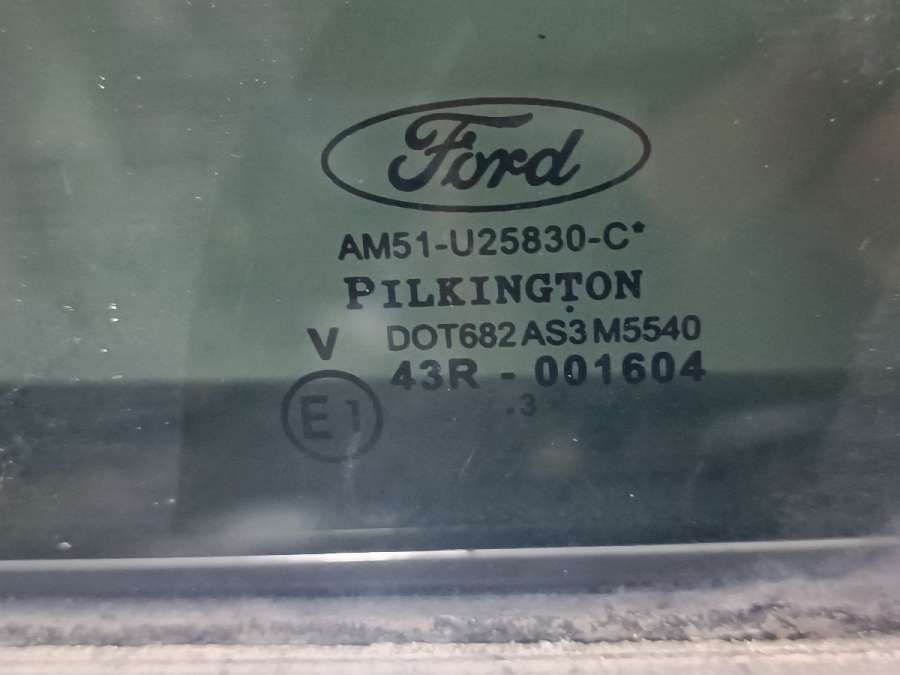 Ford
AM51-U25830-C*
PILKINGTON
V DOT682 AS3 M5540
43R - 001604
E1 .3